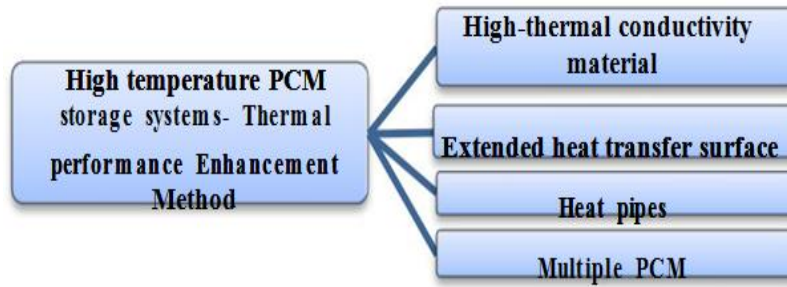 High temperature PCM
storage systems- Thermal
performance Enhancement
Method
High-thermal conductivity
material
Extended heat transfer surface
Heat pipes
Multiple PCM